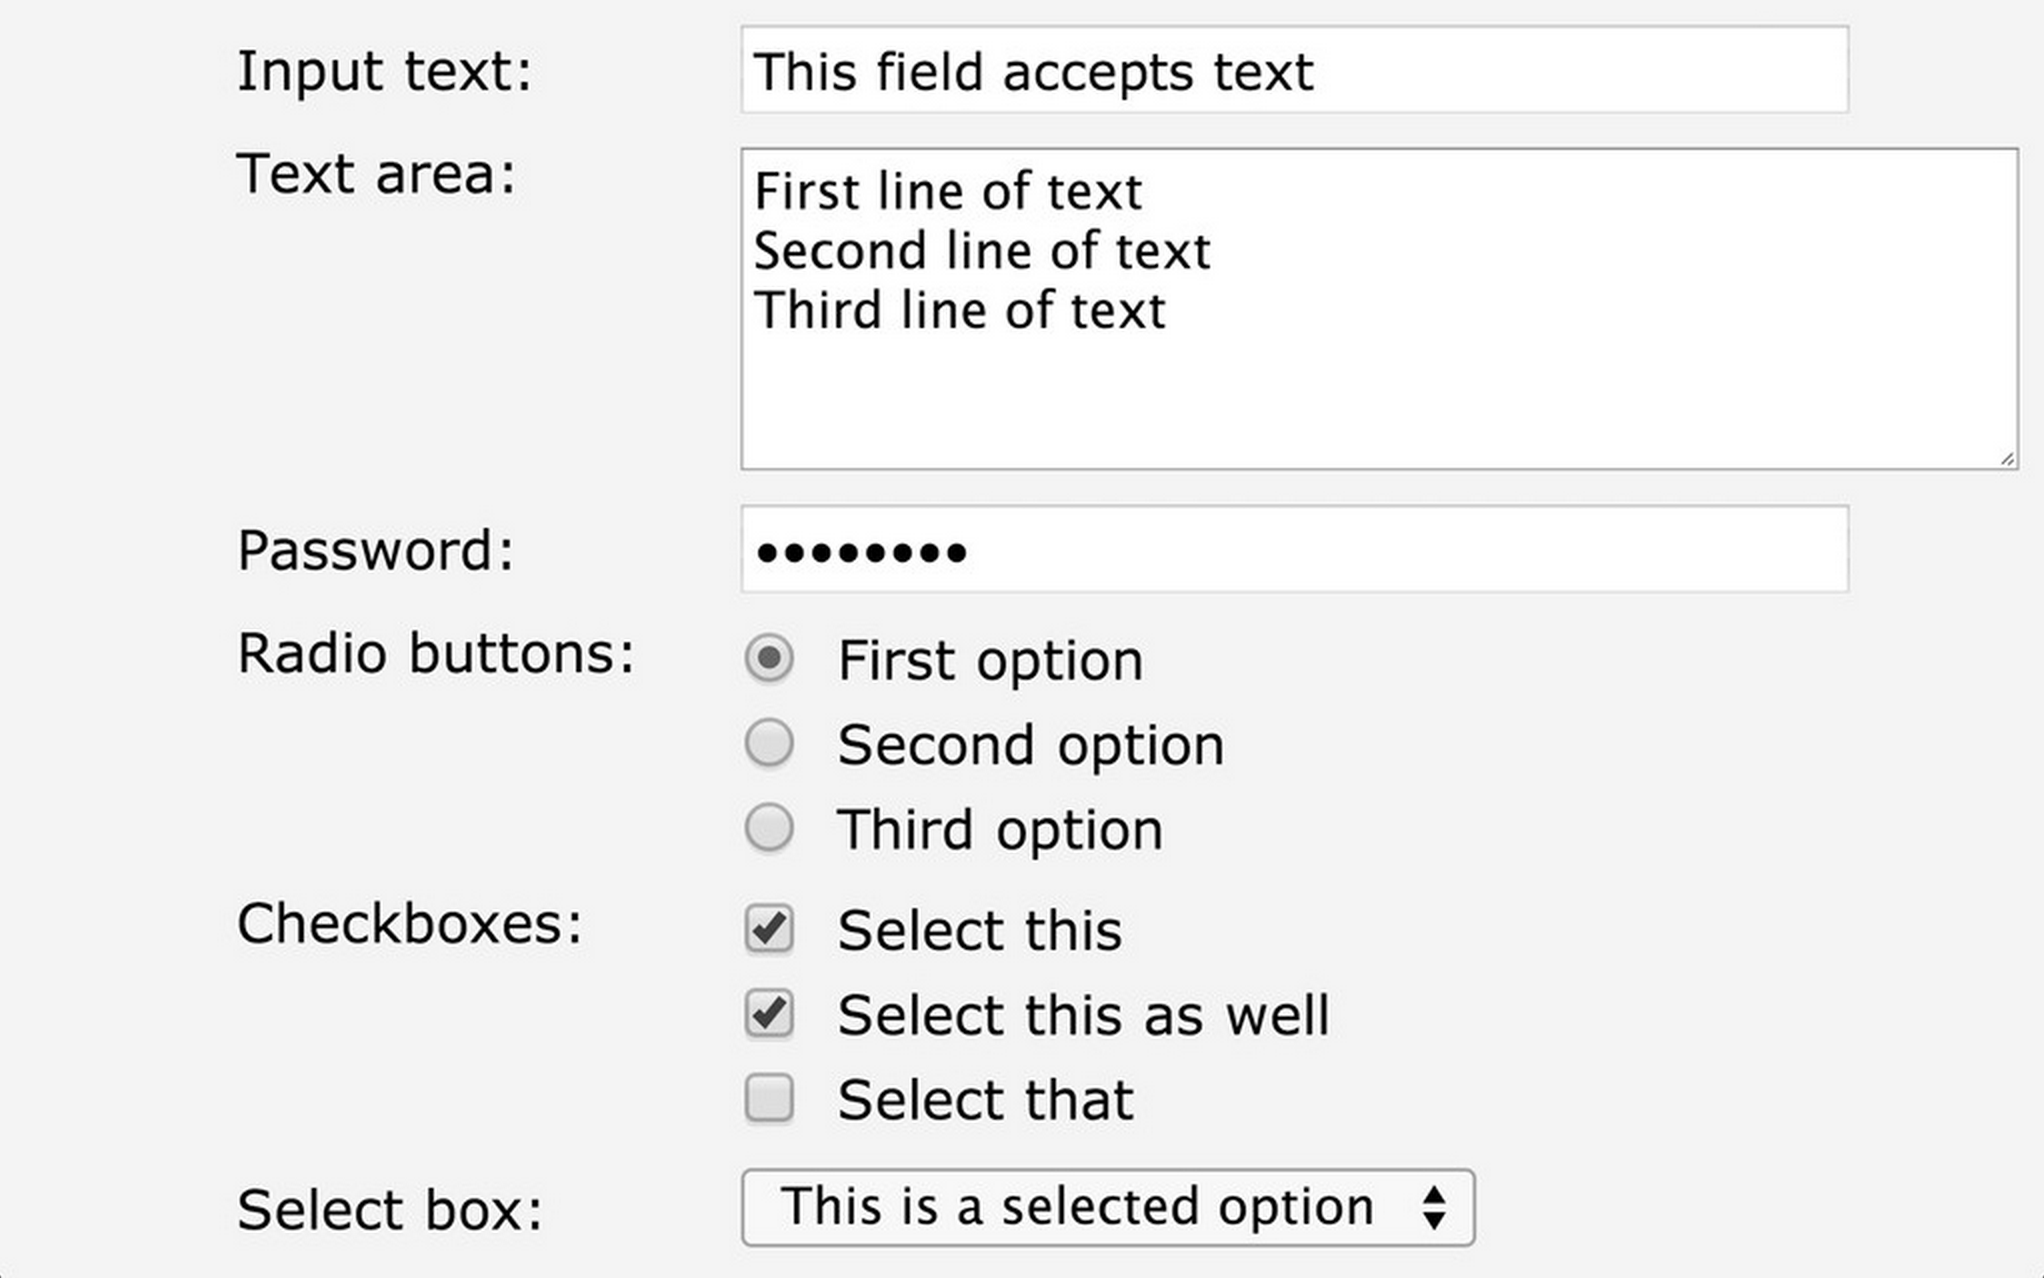 Input text: This field accepts text
Text area: First line of text
Second line of text
Third line of text
Password: ••••••••
Radio buttons: First option
Second option
Third option
Checkboxes: Select this
Select this as well
Select that
Select box: This is a selected option